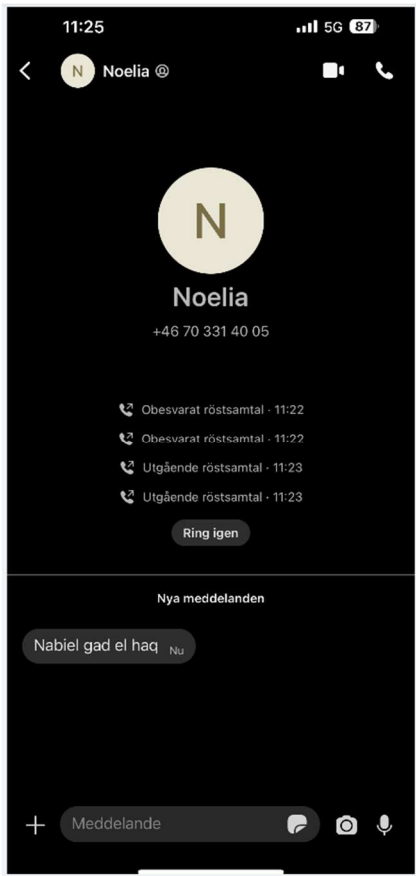 11:25 5G 87
N Noelia
N
Noelia
+46 70 331 40 05
Obesvarat röstsamtal · 11:22
Obesvarat röstsamtal · 11:22
Utgående röstsamtal · 11:23
Utgående röstsamtal · 11:23
Ring igen
Nya meddelanden
Nabiel gad el haq Nu
Meddelande